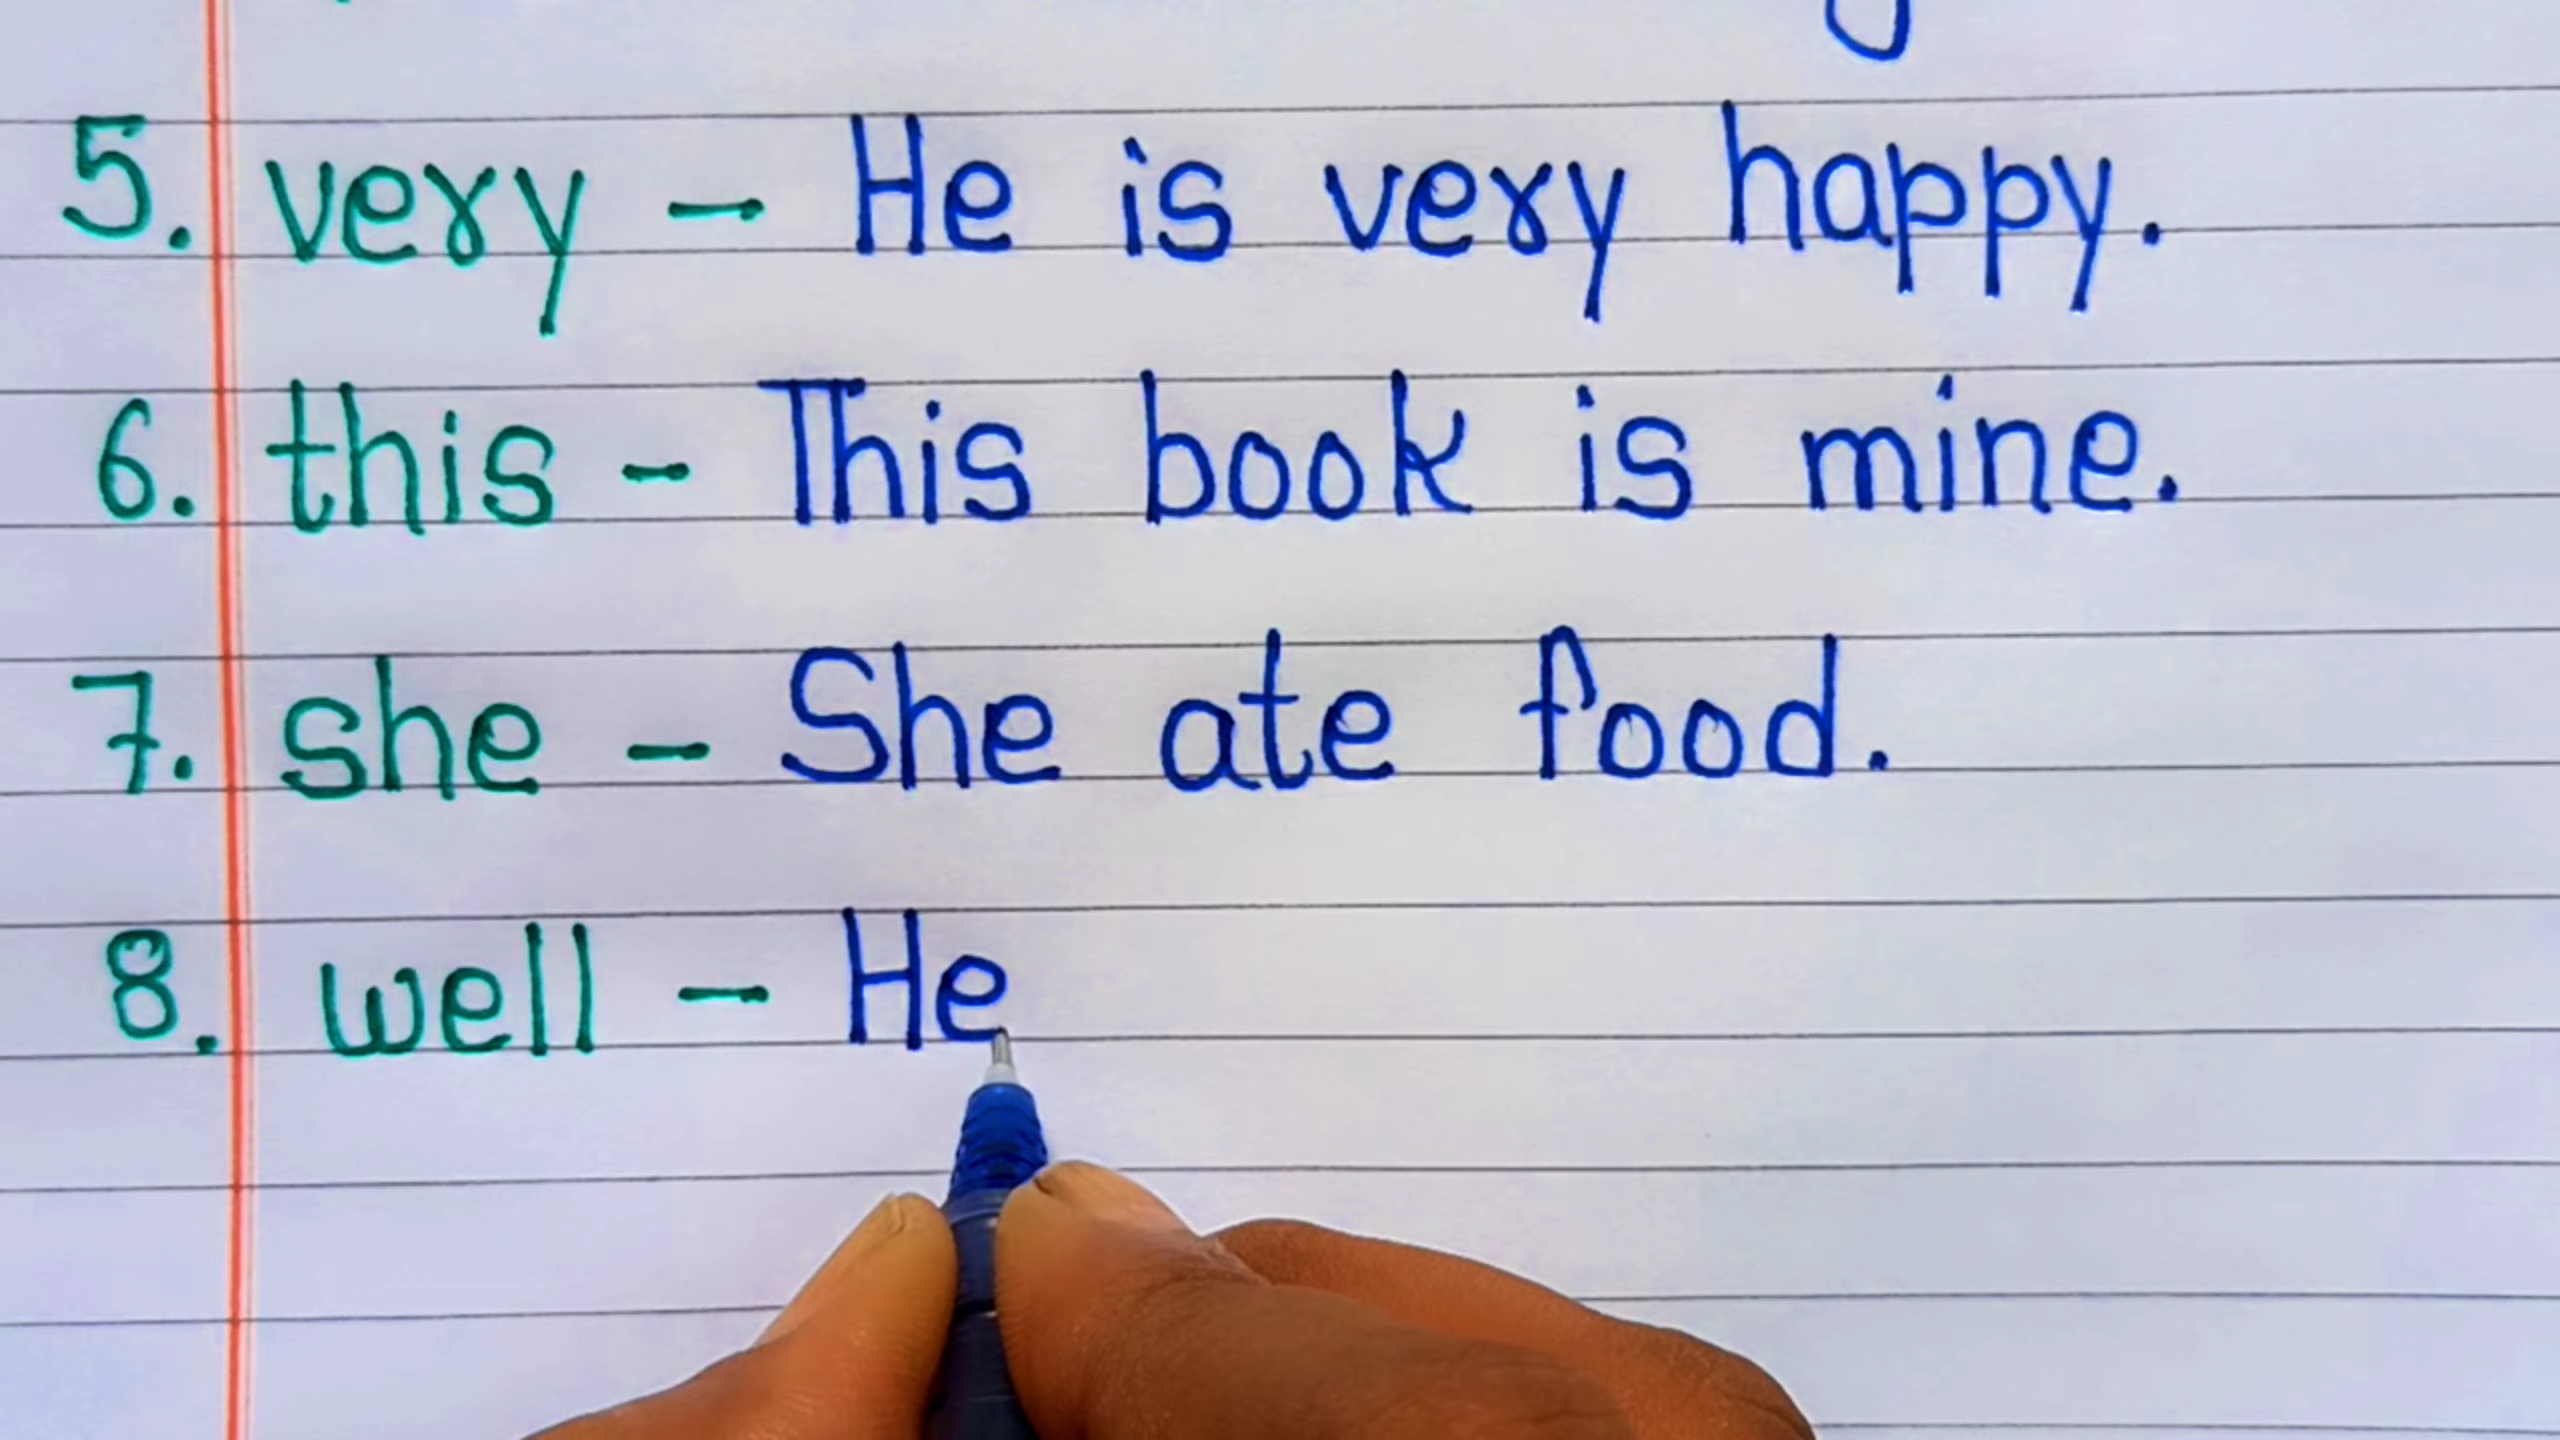 5. very - He is very happy.
6. this - This book is mine.
7. she - She ate food.
8. well - He